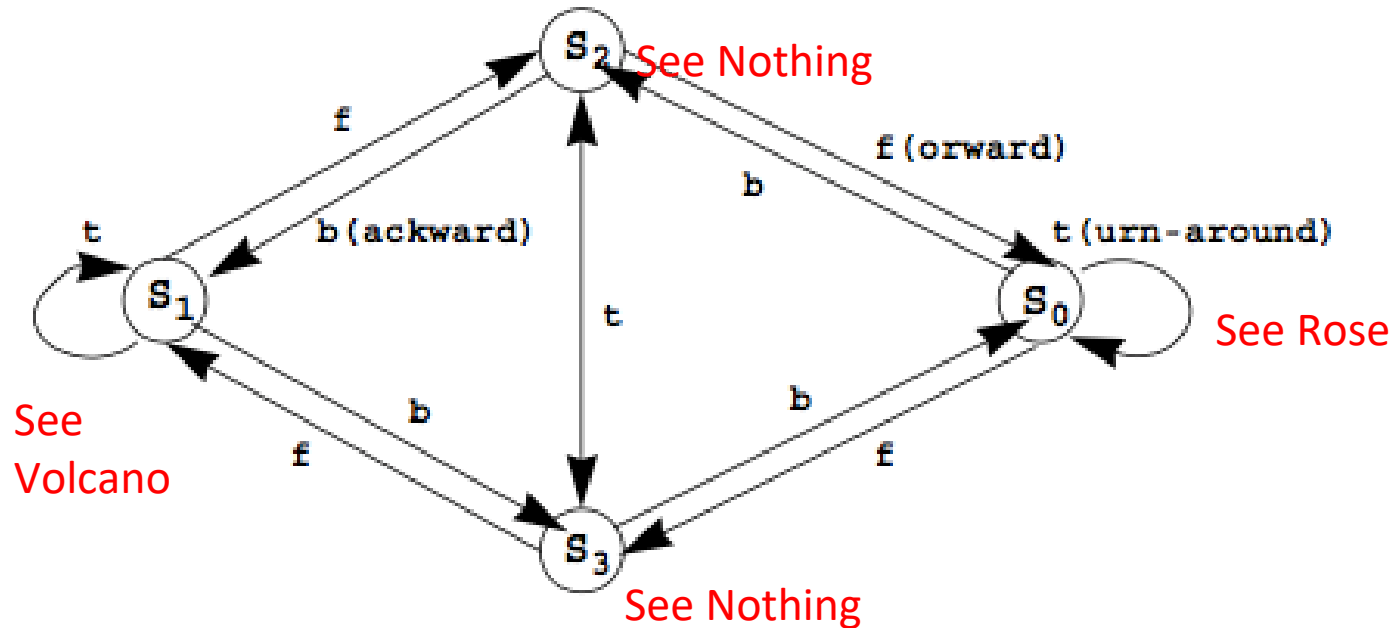 S2
See Nothing
f
f(orward)
b
b(ackward)
t
t(urn-around)
S1
t
S0
See Rose
b
b
See
Volcano
f
f
S3
See Nothing